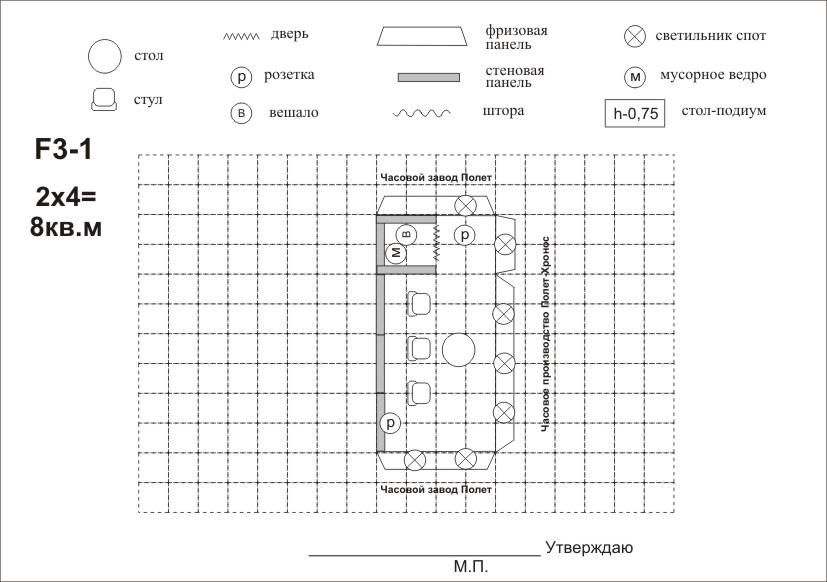 стол
стул
дверь
р розетка
в вешало
фризовая
панель
стеновая
панель
штора
светильник спот
м мусорное ведро
h-0,75 стол-подиум
F3-1
2x4=
8кв.м
Часовой завод Полет
в
р
м
Часовое производство Полет-Хронос
р
Часовой завод Полет
Утверждаю
М.П.